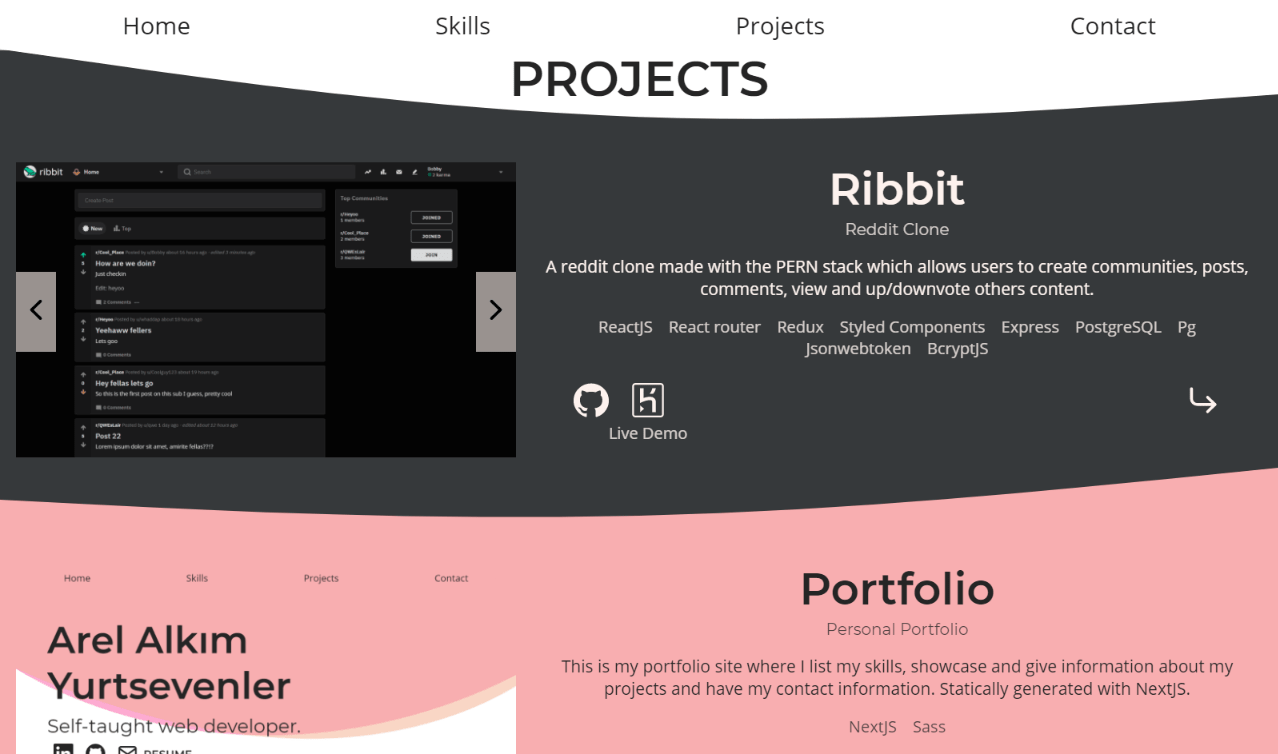 Home Skills Projects Contact
PROJECTS
ribbit Home Search
Create Post
New Top
How are we doi­n?
Just checkin
Edit: heyoo
2 Comments
Yeehaww fellers
Lets goo
0 Comments
Hey fellas lets go
So this is the first post on this sub I guess, pretty cool
0 Comments
Post 22
Lorem ipsum dolor sit amet, amirite fellas????
Top Communities
5 members
JOINED
2 members
JOINED
JOIN
Ribbit
Reddit Clone
A reddit clone made with the PERN stack which allows users to create communities, posts,
comments, view and up/downvote others content.
ReactJS React router Redux Styled Components Express PostgreSQL Pg
Jsonwebtoken BcryptJS
Live Demo
Home Skills Projects Contact
Arel Alkım
Yurtsevenler
Self-taught web developer.
RESUME
Portfolio
Personal Portfolio
This is my portfolio site where I list my skills, showcase and give information about my
projects and have my contact information. Statically generated with NextJS.
NextJS Sass